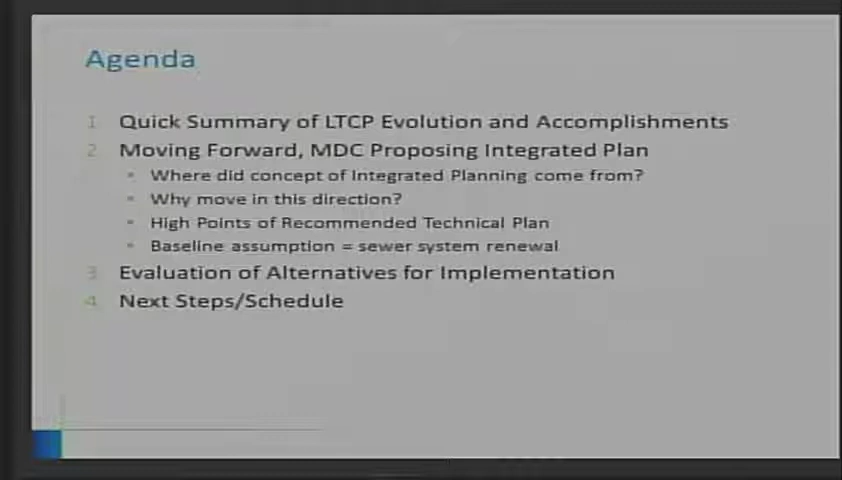 Agenda
1. Quick Summary of LTCP Evolution and Accomplishments
2. Moving Forward, MDC Proposing Integrated Plan
• Where did concept of Integrated Planning come from?
• Why move in this direction?
• High Points of Recommended Technical Plan
• Baseline assumption = sewer system renewal
3. Evaluation of Alternatives for Implementation
4. Next Steps/Schedule